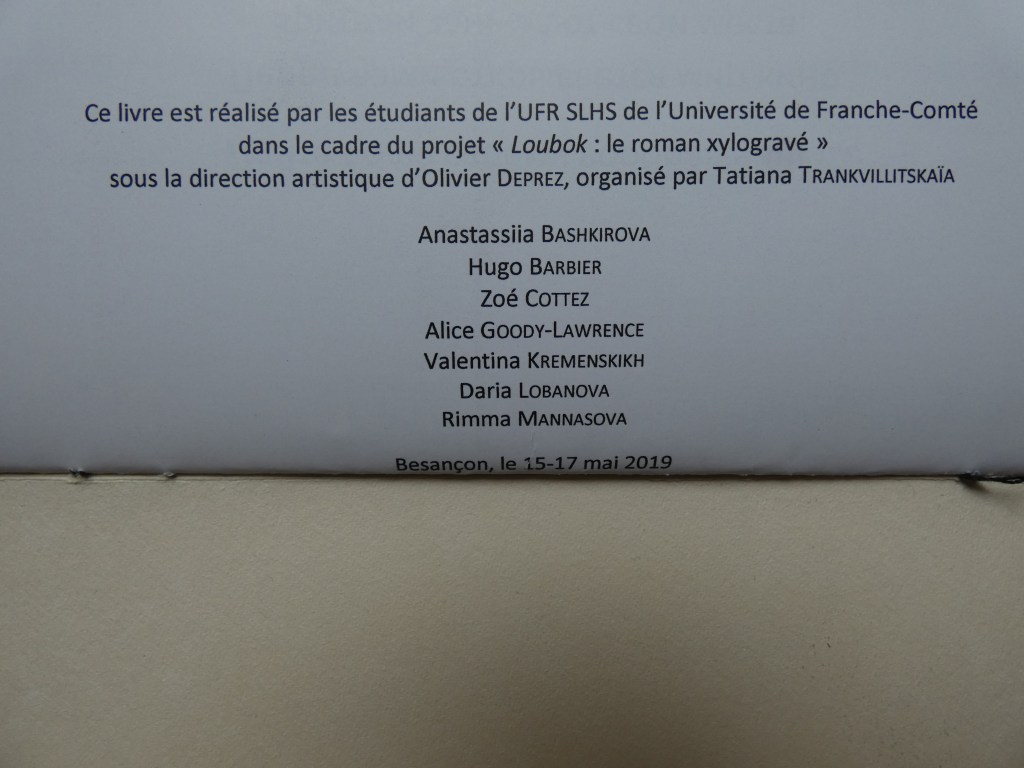 Ce livre est réalisé par les étudiants de l'UFR SLHS de l'Université de Franche-Comté
dans le cadre du projet « Loubok : le roman xylogravé »
sous la direction artistique d'Olivier DEPREZ, organisé par Tatiana TRANKVILLITSKAÏA
Anastassiia BASHKIROVA
Hugo BARBIER
Zoé COTTEZ
Alice GOODY-LAWRENCE
Valentina KREMENSKIKH
Daria LOBANOVA
Rimma MANNASOVA
Besançon, le 15-17 mai 2019